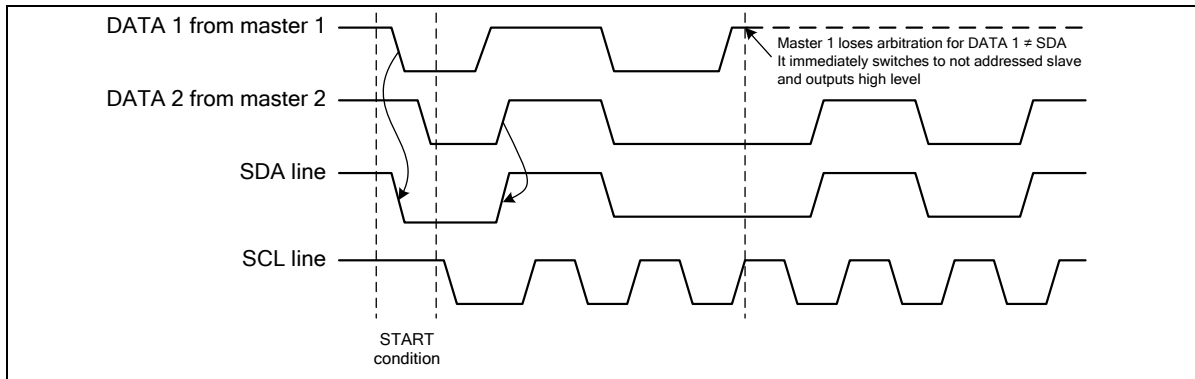 DATA 1 from master 1
Master 1 loses arbitration for DATA 1 ≠ SDA
It immediately switches to not addressed slave
and outputs high level
DATA 2 from master 2
SDA line
SCL line
START
condition